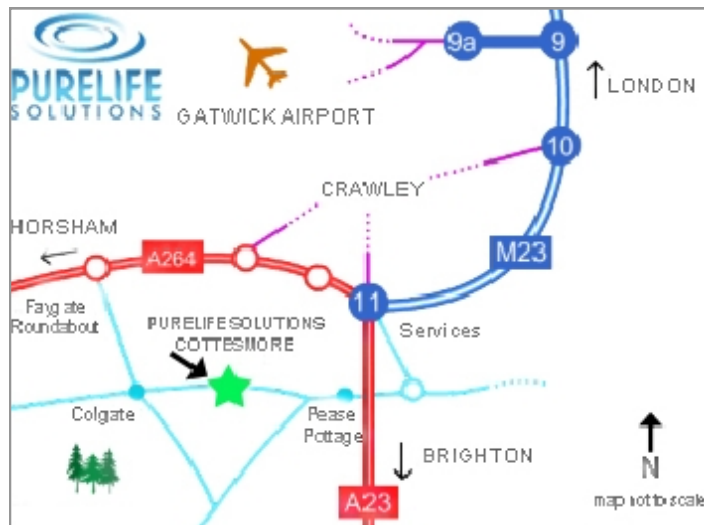 9a
9
PURELIFE
SOLUTIONS
LONDON
GATWICK AIRPORT
10
CRAWLEY
HORSHAM
A264
M23
11
Faygate
Roundabout
PURELIFE SOLUTIONS
COTTESMORE
Services
Colgate
Pease
Pottage
BRIGHTON
N
A23
map not to scale